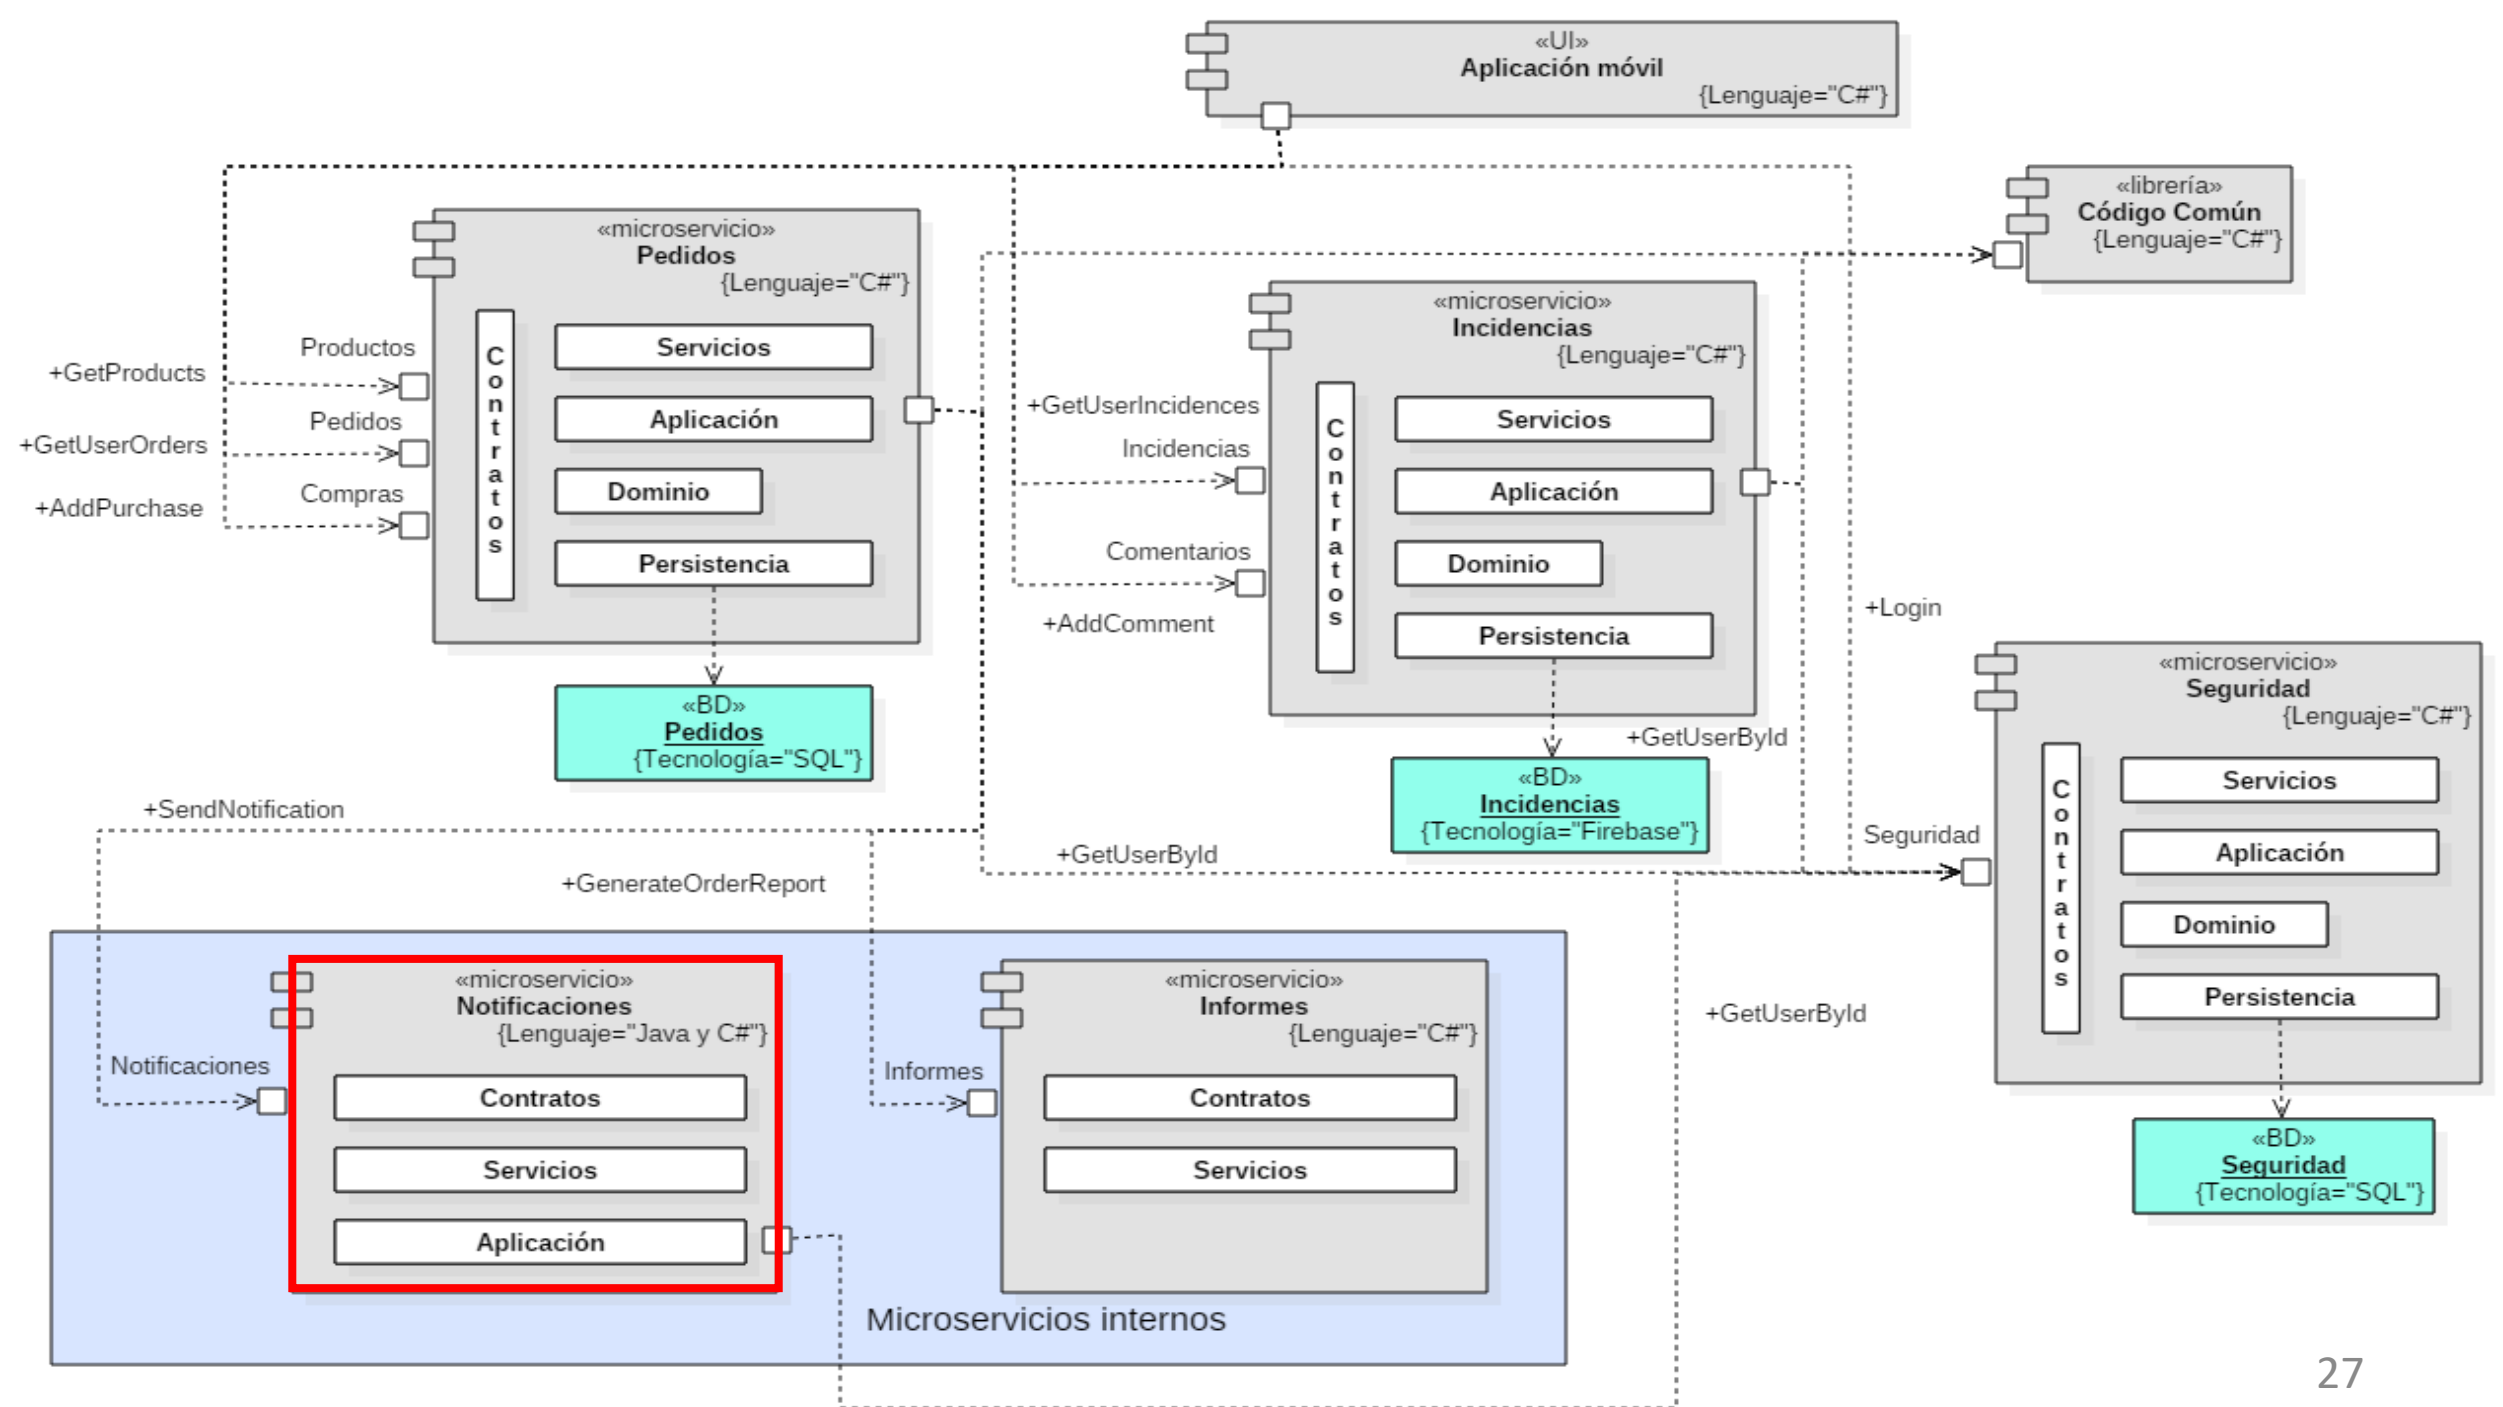 «UI»
Aplicación móvil
{Lenguaje="C#"}
«librería»
Código Común
{Lenguaje="C#"}
«microservicio»
Pedidos
{Lenguaje="C#"}
Contratos
Servicios
Aplicación
Dominio
Persistencia
Productos
+GetProducts
Pedidos
+GetUserOrders
Compras
+AddPurchase
«BD»
Pedidos
{Tecnología="SQL"}
«microservicio»
Incidencias
{Lenguaje="C#"}
Contratos
Servicios
Aplicación
Dominio
Persistencia
+GetUserIncidences
Incidencias
Comentarios
+AddComment
+GetUserById
«BD»
Incidencias
{Tecnología="Firebase"}
+Login
«microservicio»
Seguridad
{Lenguaje="C#"}
Contratos
Servicios
Aplicación
Dominio
Persistencia
Seguridad
«BD»
Seguridad
{Tecnología="SQL"}
+SendNotification
+GetUserById
+GenerateOrderReport
«microservicio»
Notificaciones
{Lenguaje="Java y C#"}
Notificaciones
Contratos
Servicios
Aplicación
«microservicio»
Informes
{Lenguaje="C#"}
Informes
Contratos
Servicios
+GetUserById
Microservicios internos
27